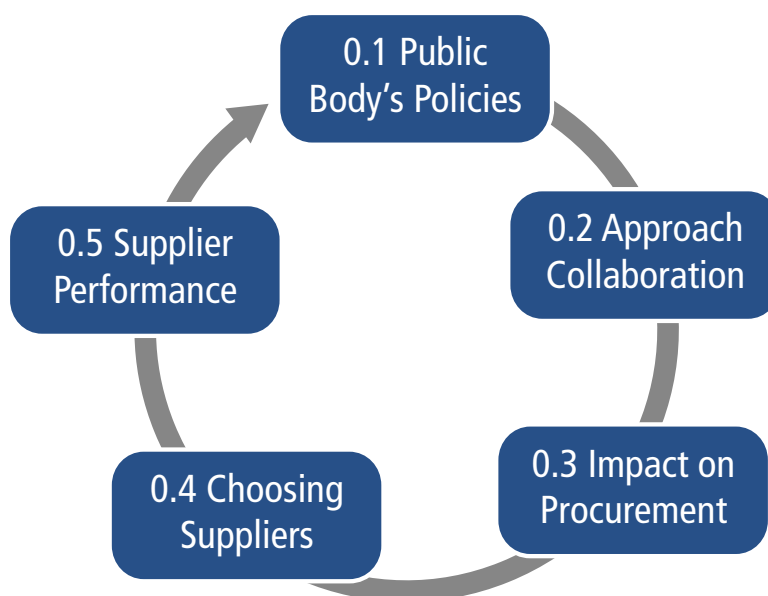 0.1 Public
Body’s Policies
0.2 Approach
Collaboration
0.3 Impact on
Procurement
0.4 Choosing
Suppliers
0.5 Supplier
Performance